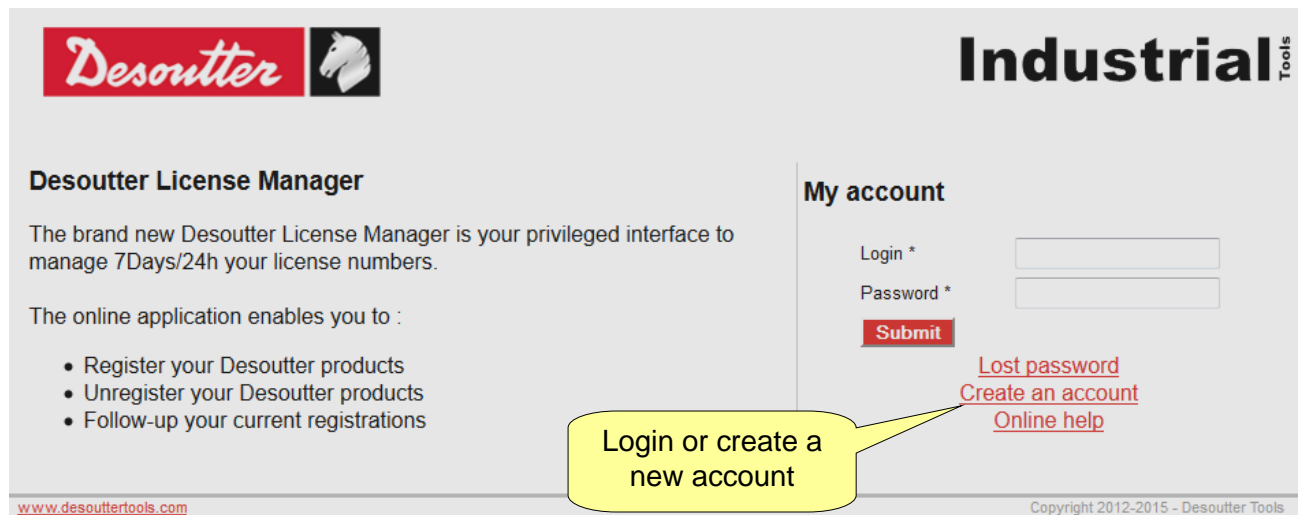 Desoutter
Industrial Tools
Desoutter License Manager
The brand new Desoutter License Manager is your privileged interface to
manage 7Days/24h your license numbers.
The online application enables you to :
• Register your Desoutter products
• Unregister your Desoutter products
• Follow-up your current registrations
My account
Login *
Password *
Submit
Lost password
Create an account
Online help
Login or create a
new account
www.desouttertools.com
Copyright 2012-2015 - Desoutter Tools